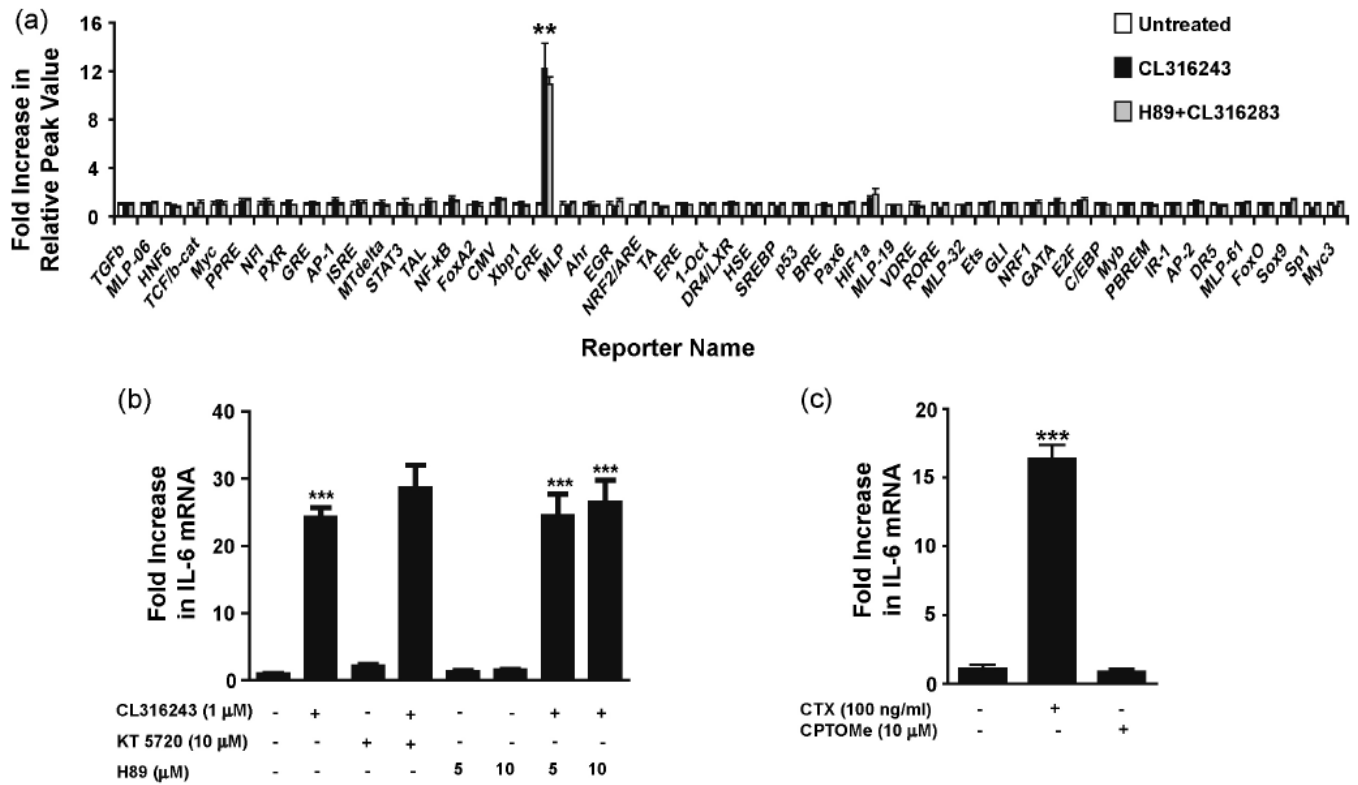 (a)
16
12
8
4
0
Fold Increase in
Relative Peak Value
**
Untreated
CL316243
H89+CL316283
TGFb
MLP-06
HNF6
TCF/b-cat
Myc
PPRE
NFI
PXR
GRE
AP-1
ISRE
MTdelta
STAT3
TAL
NF-kB
FoxA2
CMV
Xbp1
CRE
MLP
Ahr
EGR
NRF2/ARE
TA
ERE
1-Oct
DR4/LXR
HSE
SREBP
p53
BRE
Pax6
HIF1a
MLP-19
VDRE
RORE
MLP-32
Ets
GLI
NRF1
GATA
E2F
C/EBP
Myb
PBREM
IR-1
AP-2
DR5
MLP-61
FoxO
Sox9
Sp1
Myc3
Reporter Name
(b)
40
30
20
10
0
Fold Increase
in IL-6 mRNA
*** *** ***
CL316243 (1 µM) - + - + - - + +
KT 5720 (10 µM) - - + + - - - -
H89 (µM) - - - - 5 10 5 10
(c)
20
15
10
5
0
Fold Increase
in IL-6 mRNA
***
CTX (100 ng/ml) - + -
CPTOMe (10 µM) - - +